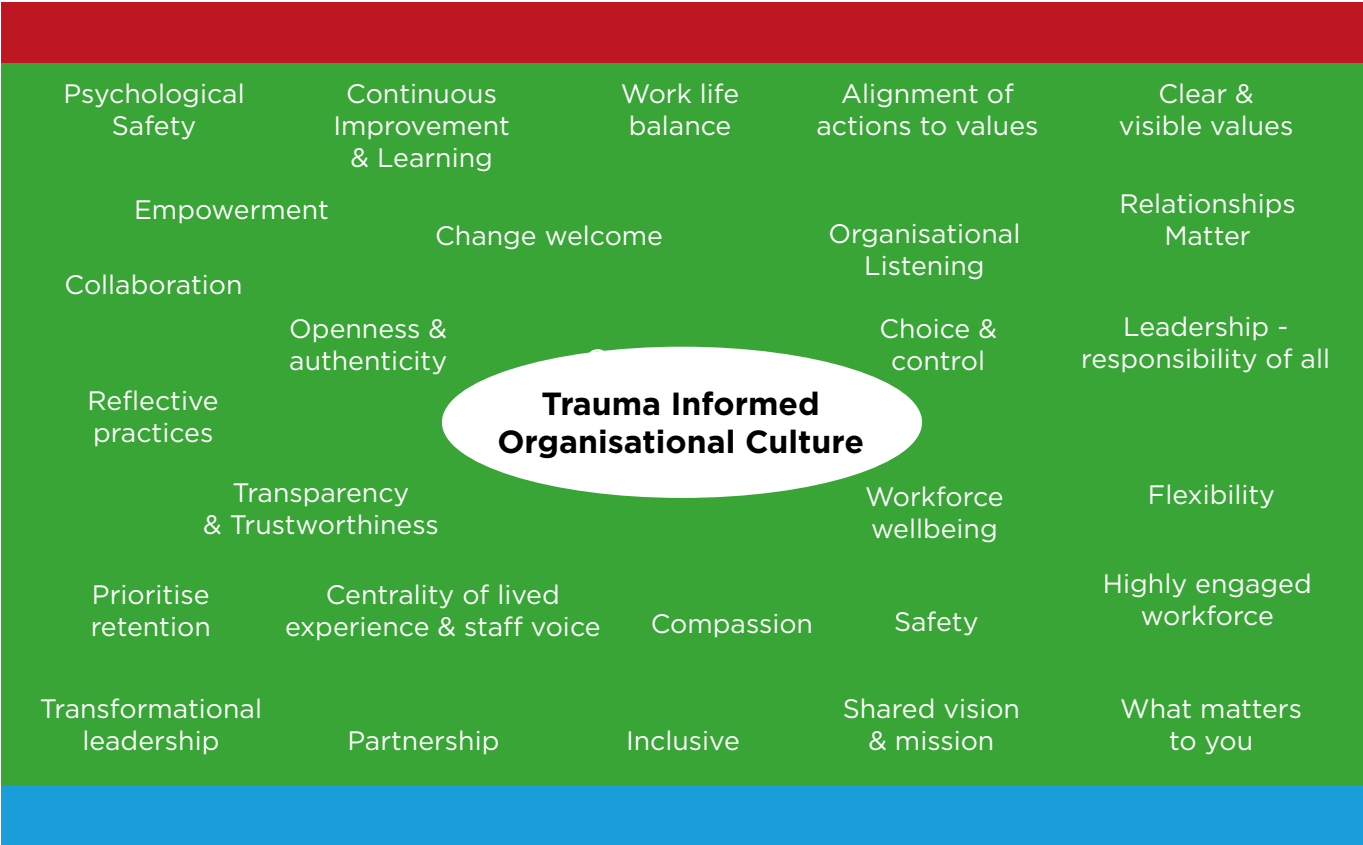 Psychological
Safety
Continuous
Improvement
& Learning
Work life
balance
Alignment of
actions to values
Clear &
visible values
Empowerment
Change welcome
Organisational
Listening
Relationships
Matter
Collaboration
Openness &
authenticity
Choice &
control
Leadership -
responsibility of all
Reflective
practices
Trauma Informed
Organisational Culture
Transparency
& Trustworthiness
Workforce
wellbeing
Flexibility
Prioritise
retention
Centrality of lived
experience & staff voice
Compassion
Safety
Highly engaged
workforce
Transformational
leadership
Partnership
Inclusive
Shared vision
& mission
What matters
to you